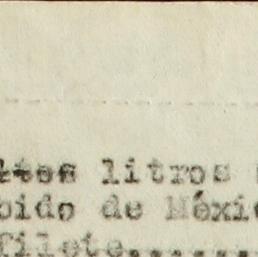 litros
bido de Méxic
filete........